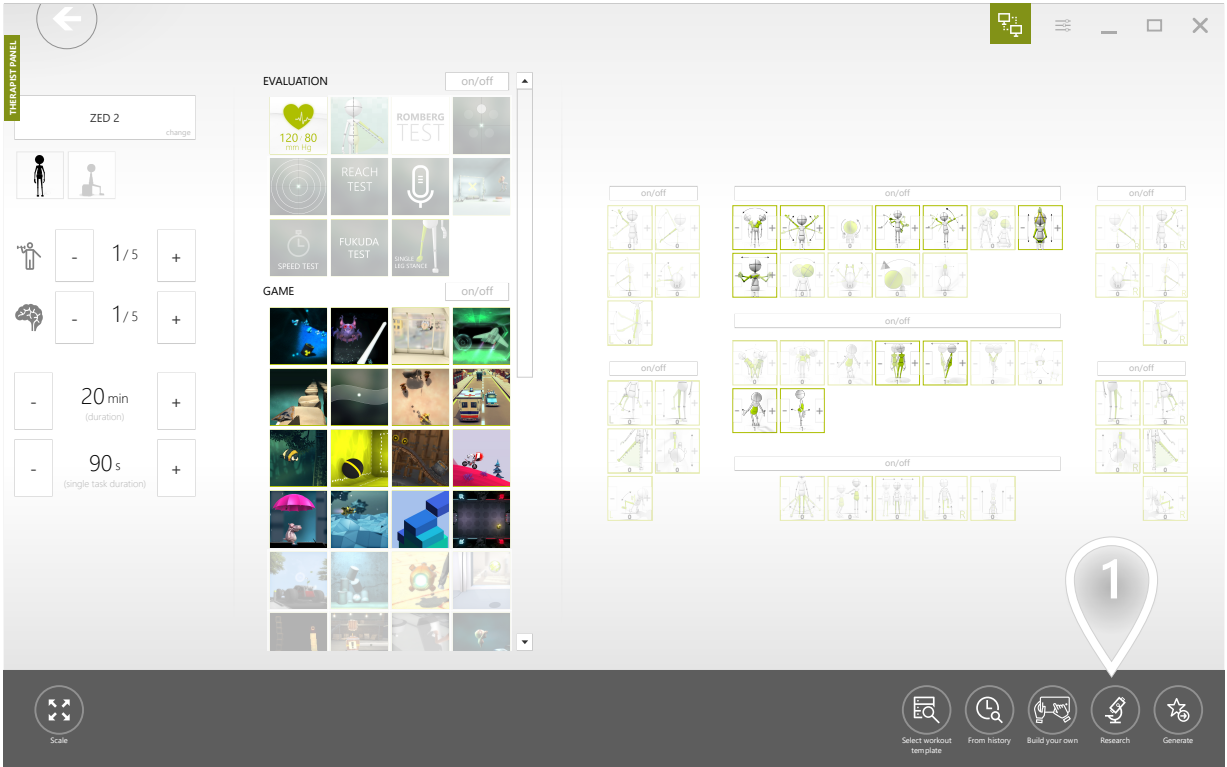 THERAPIST PANEL
ZED 2
change
1/5
-
+
1/5
-
+
20 min
(duration)
-
+
90 s
(single task duration)
-
+
EVALUATION
on/off
120 80
mm Hg
ROMBERG
TEST
REACH
TEST
SPEED TEST
FUKUDA
TEST
SINGLE
LEG STANCE
GAME
on/off
on/off
on/off
on/off
on/off
on/off
on/off
on/off
1
Scale
Select workout
template
From history
Build your own
Research
Generate